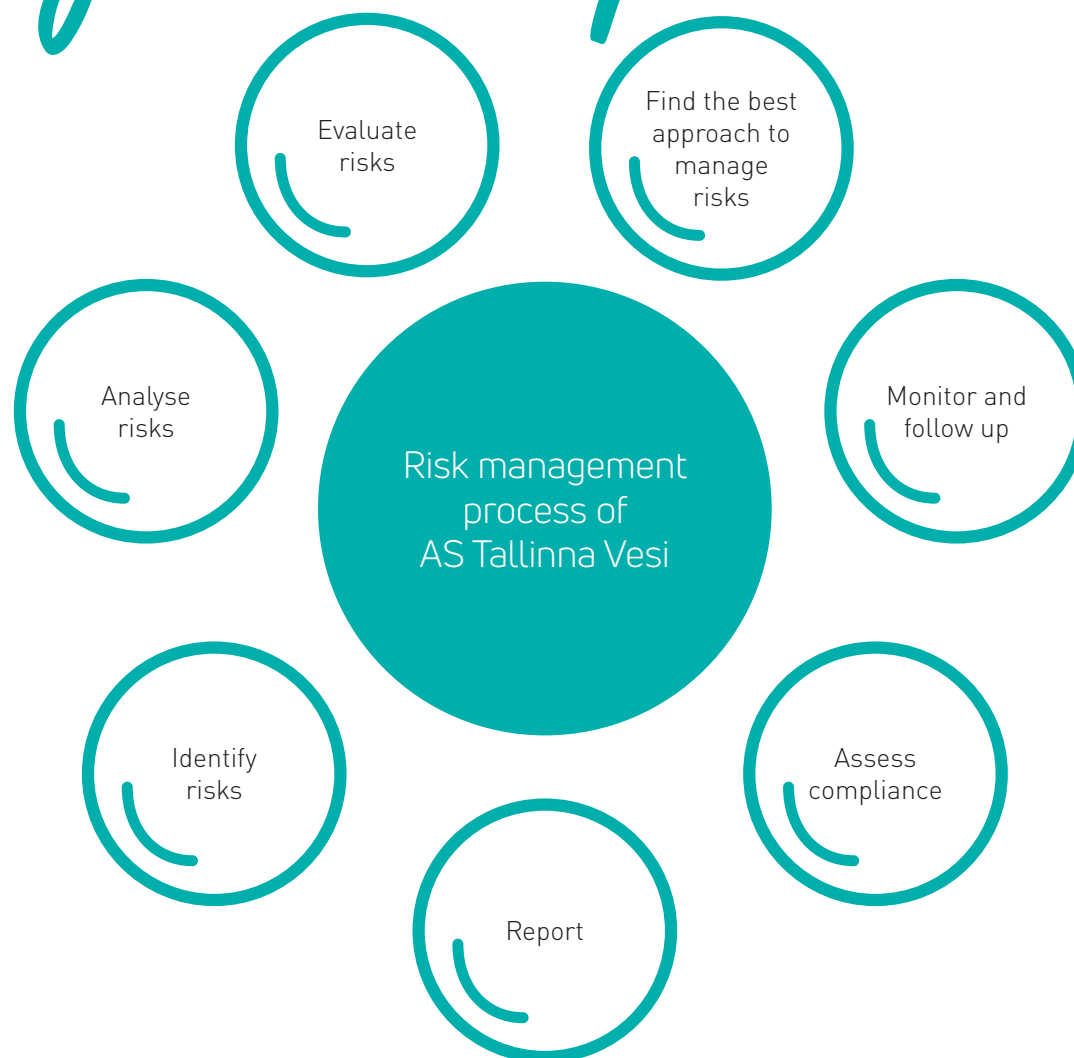 Evaluate
risks
Find the best
approach to
manage
risks
Analyse
risks
Monitor and
follow up
Risk management
process of
AS Tallinna Vesi
Identify
risks
Assess
compliance
Report